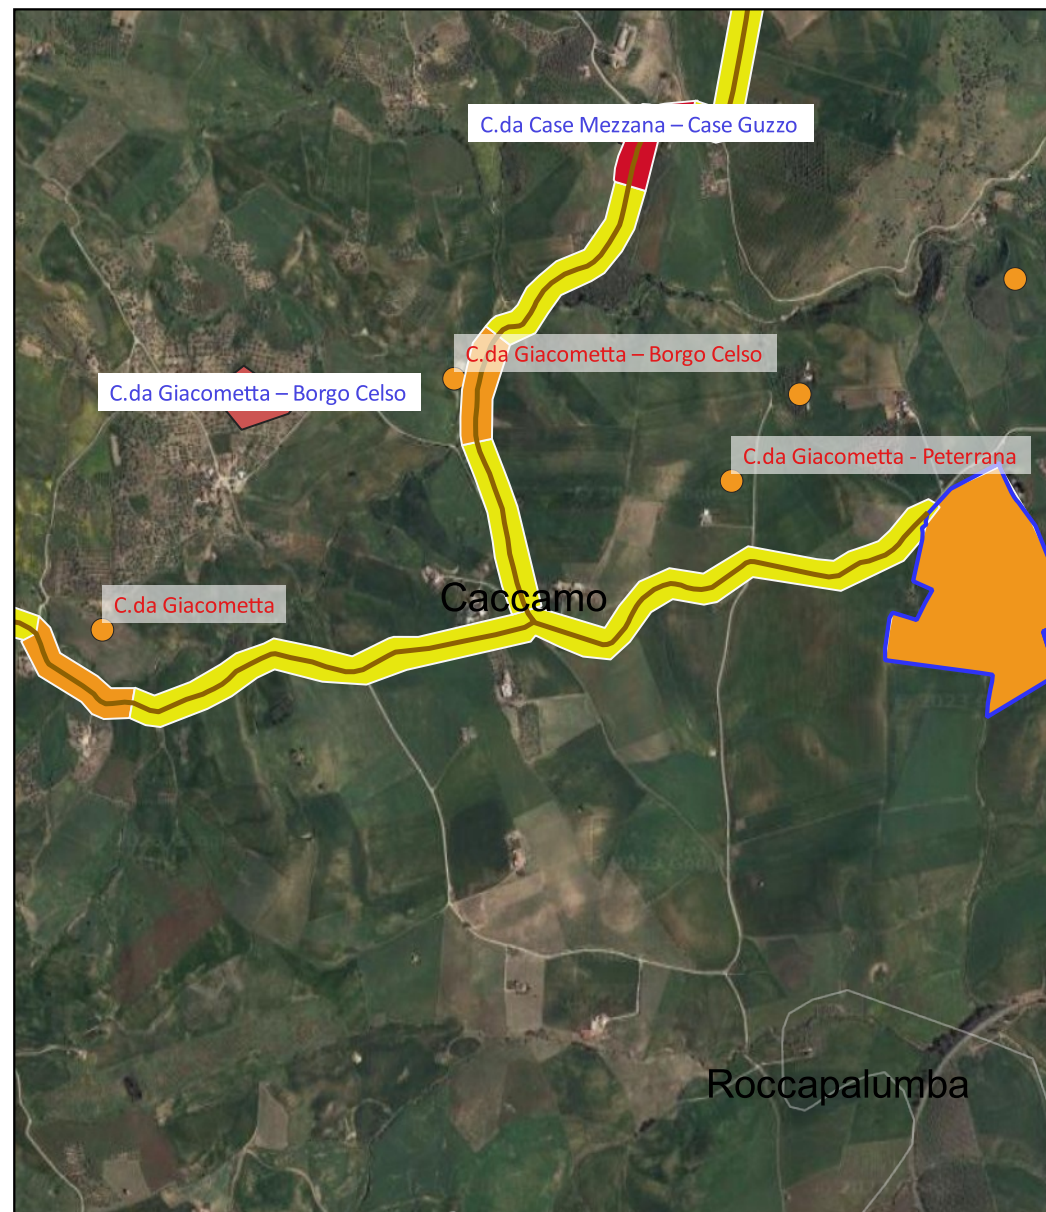 C.da Case Mezzana – Case Guzzo
C.da Giacometta – Borgo Celso
C.da Giacometta – Borgo Celso
C.da Giacometta - Peterrana
Caccamo
C.da Giacometta
Roccapalumba